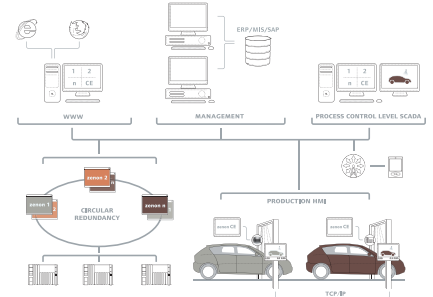 ERP/MIS/SAP
1 2
n CE
1 2
n CE
WWW
MANAGEMENT
PROCESS CONTROL LEVEL SCADA
zenon 2
zenon 1
zenon n
CIRCULAR
REDUNDANCY
PRODUCTION HMI
zenon CE
zenon CE
TCP/IP